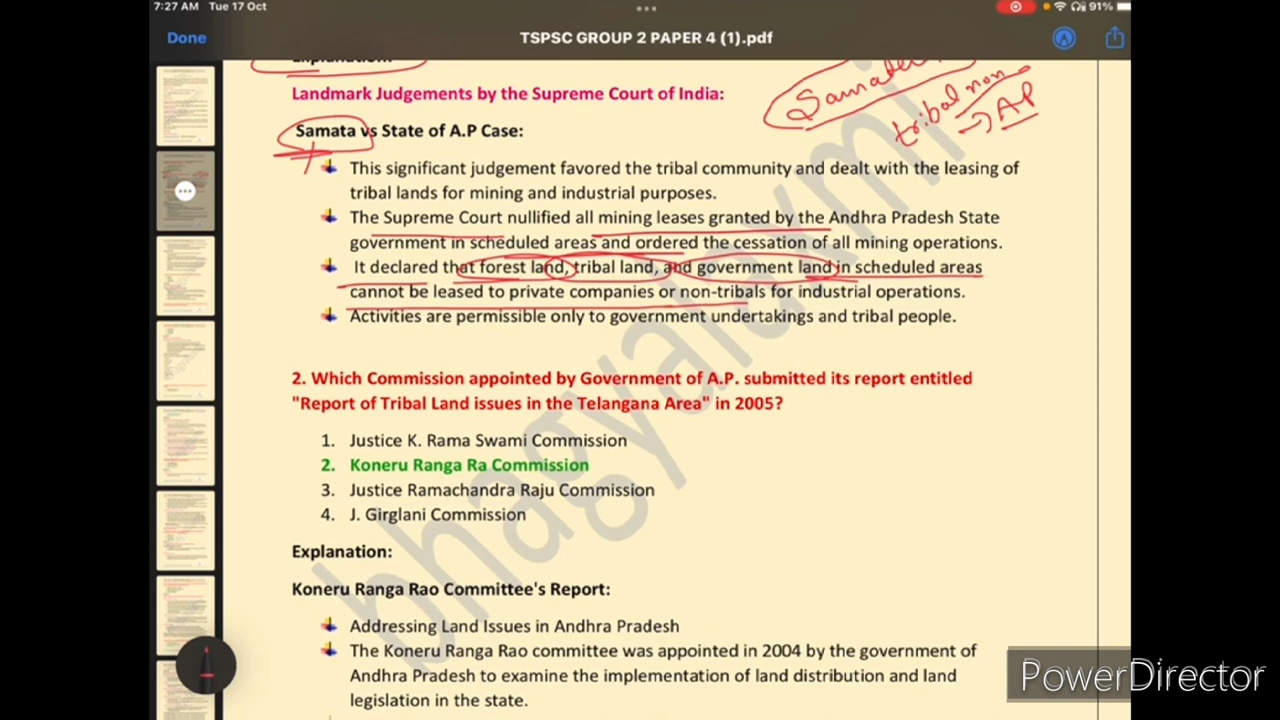 7:27 AM Tue 17 Oct
91%
Done
TSPSC GROUP 2 PAPER 4 (1).pdf
Explanation:
Landmark Judgements by the Supreme Court of India:
tribal non
→ AP
Samata vs State of A.P Case:
This significant judgement favored the tribal community and dealt with the leasing of
tribal lands for mining and industrial purposes.
The Supreme Court nullified all mining leases granted by the Andhra Pradesh State
government in scheduled areas and ordered the cessation of all mining operations.
It declared that forest land, tribal land, and government land in scheduled areas
cannot be leased to private companies or non-tribals for industrial operations.
Activities are permissible only to government undertakings and tribal people.
2. Which Commission appointed by Government of A.P. submitted its report entitled
"Report of Tribal Land issues in the Telangana Area" in 2005?
1. Justice K. Rama Swami Commission
2. Koneru Ranga Ra Commission
3. Justice Ramachandra Raju Commission
4. J. Girglani Commission
Explanation:
Koneru Ranga Rao Committee's Report:
Addressing Land Issues in Andhra Pradesh
The Koneru Ranga Rao committee was appointed in 2004 by the government of
Andhra Pradesh to examine the implementation of land distribution and land
legislation in the state.
bhagyalaxmi
PowerDirector